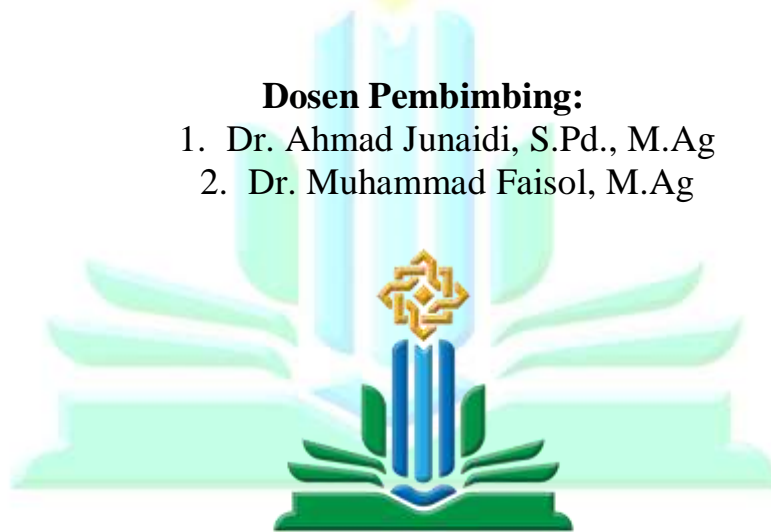 Dosen Pembimbing:
1. Dr. Ahmad Junaidi, S.Pd., M.Ag
2. Dr. Muhammad Faisol, M.Ag